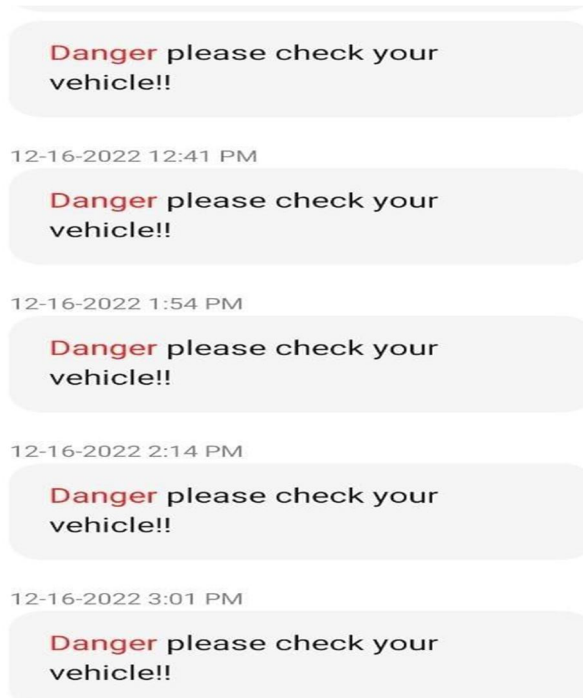 Danger please check your
vehicle!!
12-16-2022 12:41 PM
Danger please check your
vehicle!!
12-16-2022 1:54 PM
Danger please check your
vehicle!!
12-16-2022 2:14 PM
Danger please check your
vehicle!!
12-16-2022 3:01 PM
Danger please check your
vehicle!!